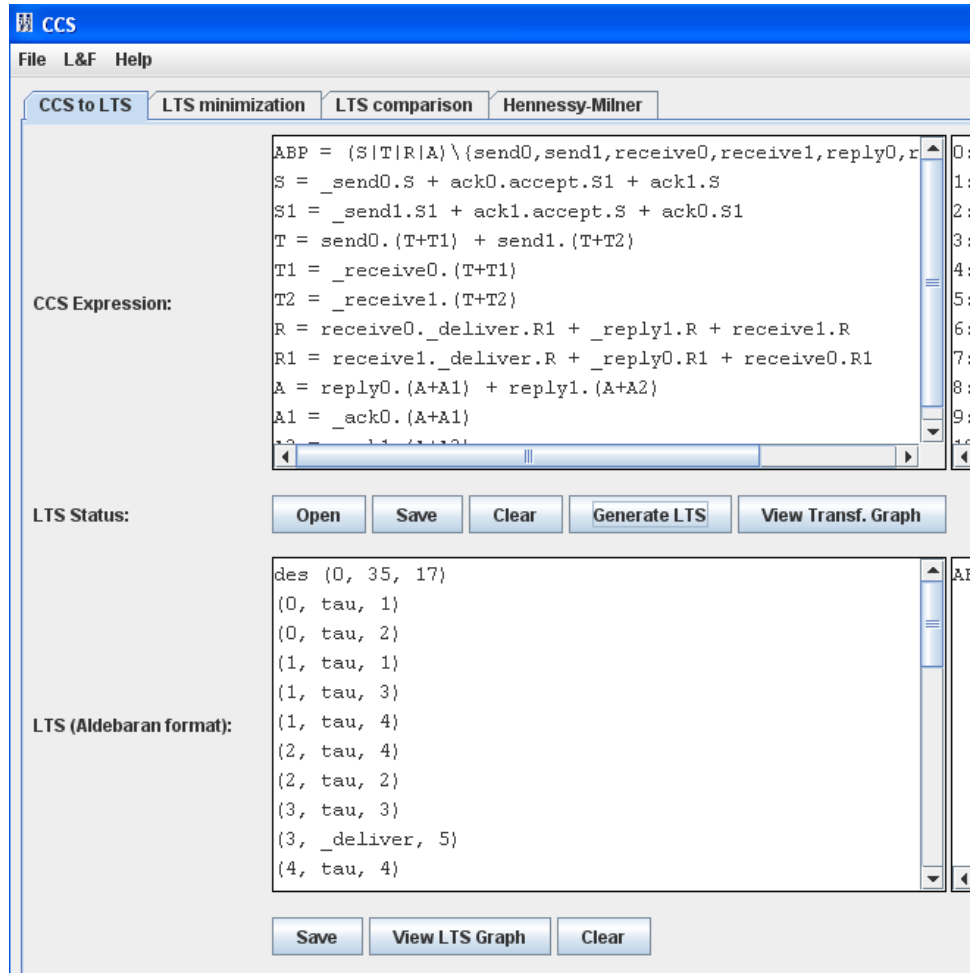 CCS
File L&F Help
CCS to LTS LTS minimization LTS comparison Hennessy-Milner
ABP = (S|T|R|A)\{send0,send1,receive0,receive1,reply0,r
S = _send0.S + ack0.accept.S1 + ack1.S
S1 = _send1.S1 + ack1.accept.S + ack0.S1
T = send0.(T+T1) + send1.(T+T2)
T1 = _receive0.(T+T1)
T2 = _receive1.(T+T2)
R = receive0._deliver.R1 + _reply1.R + receive1.R
R1 = receive1._deliver.R + _reply0.R1 + receive0.R1
A = reply0.(A+A1) + reply1.(A+A2)
A1 = _ack0.(A+A1)
CCS Expression:
0:
1:
2:
3:
4:
5:
6:
7:
8:
9:
LTS Status:
Open Save Clear Generate LTS View Transf. Graph
des (0, 35, 17)
(0, tau, 1)
(0, tau, 2)
(1, tau, 1)
(1, tau, 3)
(1, tau, 4)
(2, tau, 4)
(2, tau, 2)
(3, tau, 3)
(3, _deliver, 5)
(4, tau, 4)
LTS (Aldebaran format):
Save View LTS Graph Clear